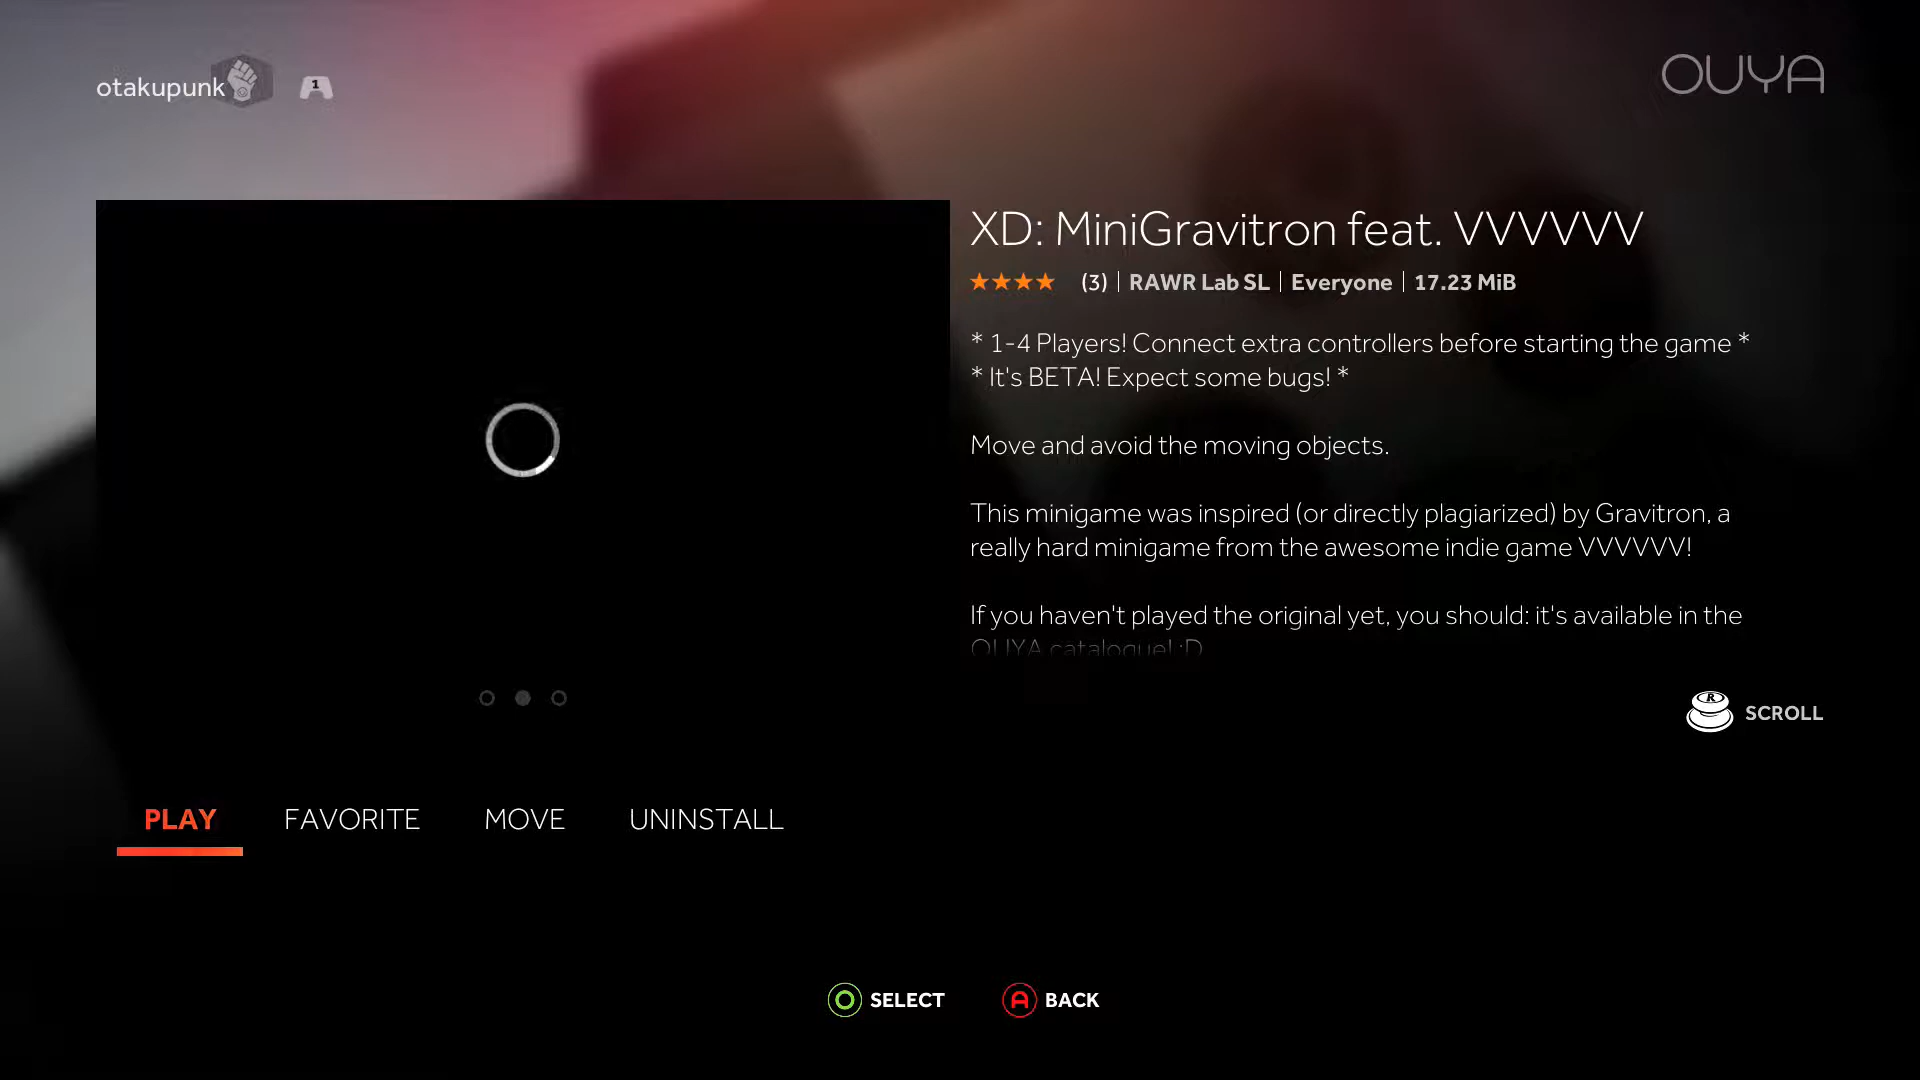 otakupunk
1
OUYA
XD: MiniGravitron feat. VVVVVV
(3) | RAWR Lab SL | Everyone | 17.23 MiB
* 1-4 Players! Connect extra controllers before starting the game *
* It's BETA! Expect some bugs! *
Move and avoid the moving objects.
This minigame was inspired (or directly plagiarized) by Gravitron, a
really hard minigame from the awesome indie game VVVVVV!
If you haven't played the original yet, you should: it's available in the
OUYA catalogue! :D
R SCROLL
PLAY FAVORITE MOVE UNINSTALL
O SELECT A BACK